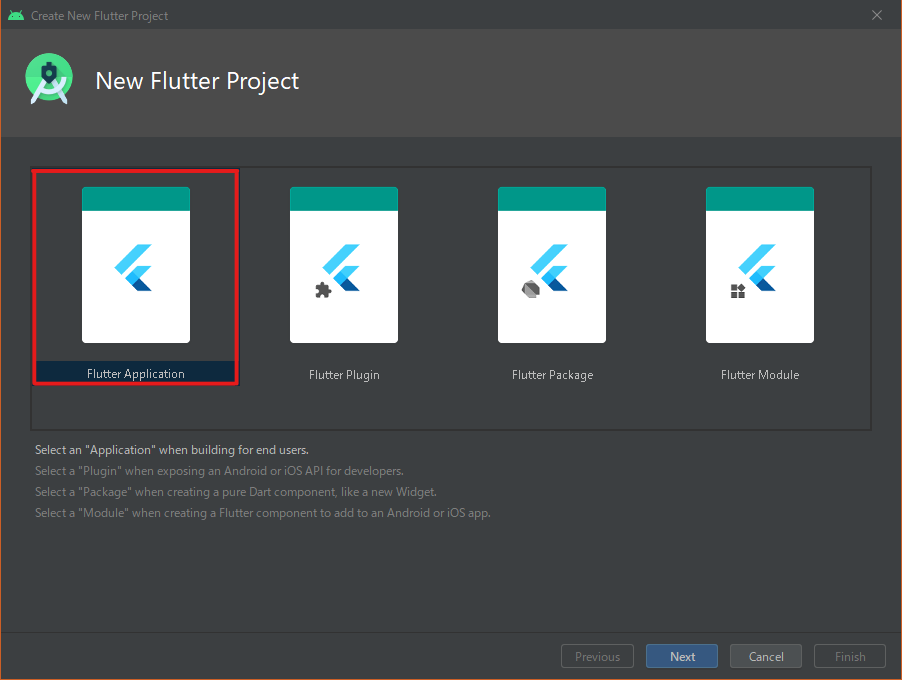 Create New Flutter Project
New Flutter Project
Flutter Application
Flutter Plugin
Flutter Package
Flutter Module
Select an "Application" when building for end users.
Select a "Plugin" when exposing an Android or iOS API for developers.
Select a "Package" when creating a pure Dart component, like a new Widget.
Select a "Module" when creating a Flutter component to add to an Android or iOS app.
Previous
Next
Cancel
Finish